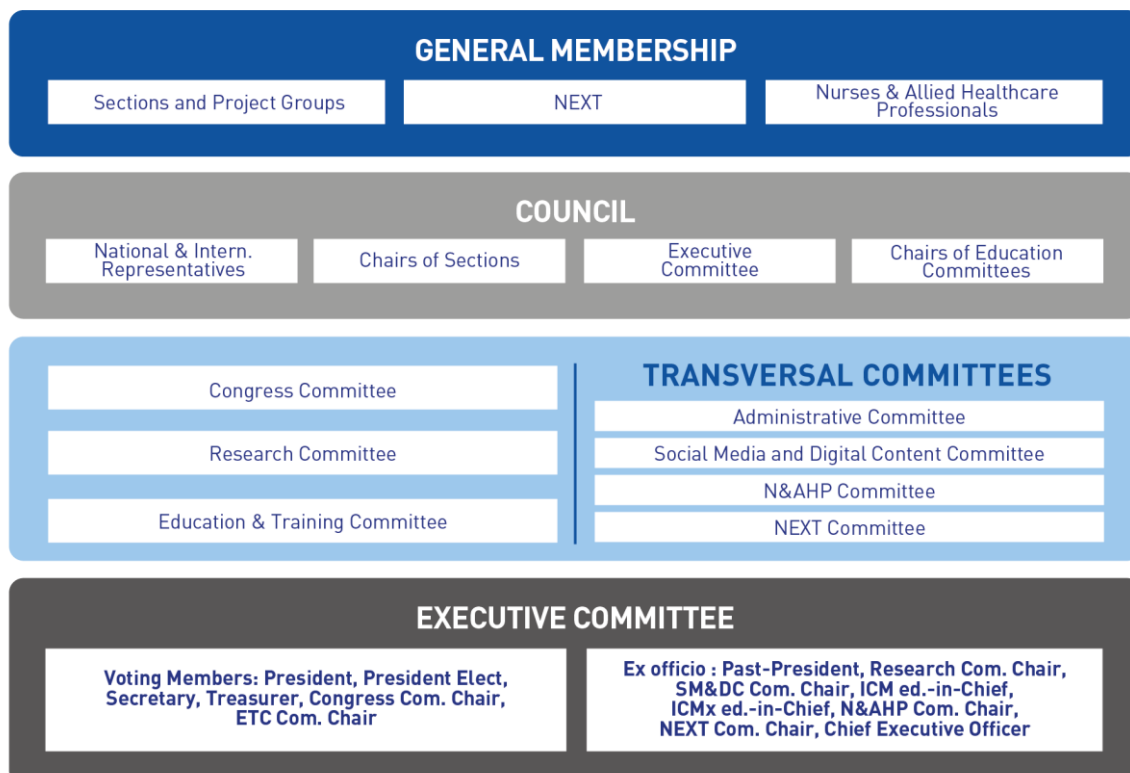 GENERAL MEMBERSHIP
Sections and Project Groups
NEXT
Nurses & Allied Healthcare
Professionals
COUNCIL
National & Intern.
Representatives
Chairs of Sections
Executive
Committee
Chairs of Education
Committees
Congress Committee
Research Committee
Education & Training Committee
TRANSVERSAL COMMITTEES
Administrative Committee
Social Media and Digital Content Committee
N&AHP Committee
NEXT Committee
EXECUTIVE COMMITTEE
Voting Members: President, President Elect,
Secretary, Treasurer, Congress Com. Chair,
ETC Com. Chair
Ex officio : Past-President, Research Com. Chair,
SM&DC Com. Chair, ICM ed.-in-Chief,
ICMx ed.-in-Chief, N&AHP Com. Chair,
NEXT Com. Chair, Chief Executive Officer